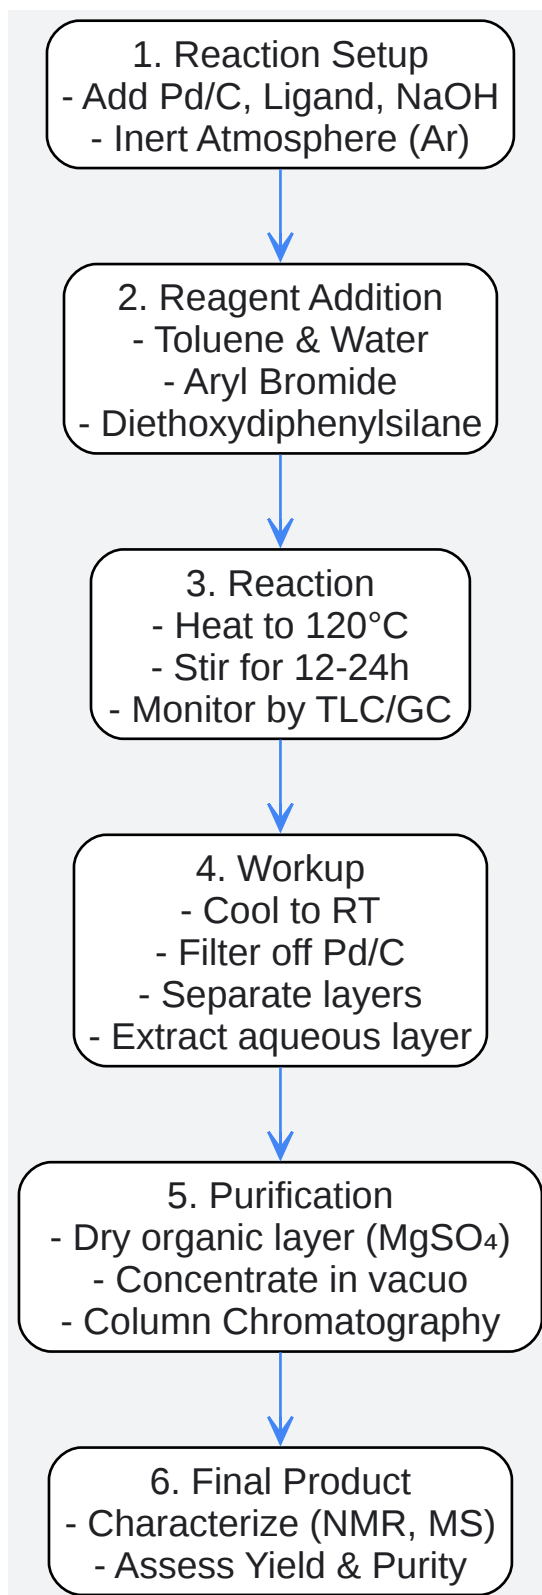 1. Reaction Setup
- Add Pd/C, Ligand, NaOH
- Inert Atmosphere (Ar)
2. Reagent Addition
- Toluene & Water
- Aryl Bromide
- Diethoxydiphenylsilane
3. Reaction
- Heat to 120°C
- Stir for 12-24h
- Monitor by TLC/GC
4. Workup
- Cool to RT
- Filter off Pd/C
- Separate layers
- Extract aqueous layer
5. Purification
- Dry organic layer (MgSO₄)
- Concentrate in vacuo
- Column Chromatography
6. Final Product
- Characterize (NMR, MS)
- Assess Yield & Purity